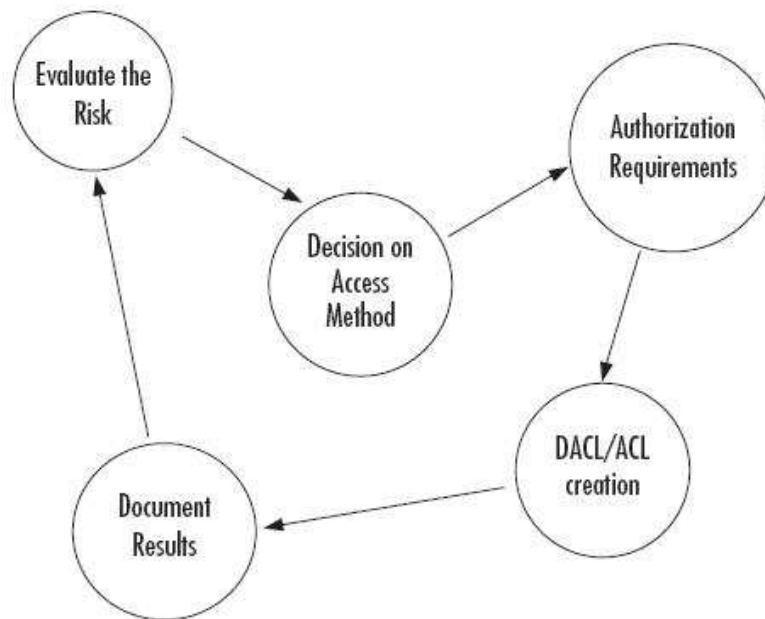 Evaluate the
Risk
Decision on
Access
Method
Authorization
Requirements
DACL/ACL
creation
Document
Results